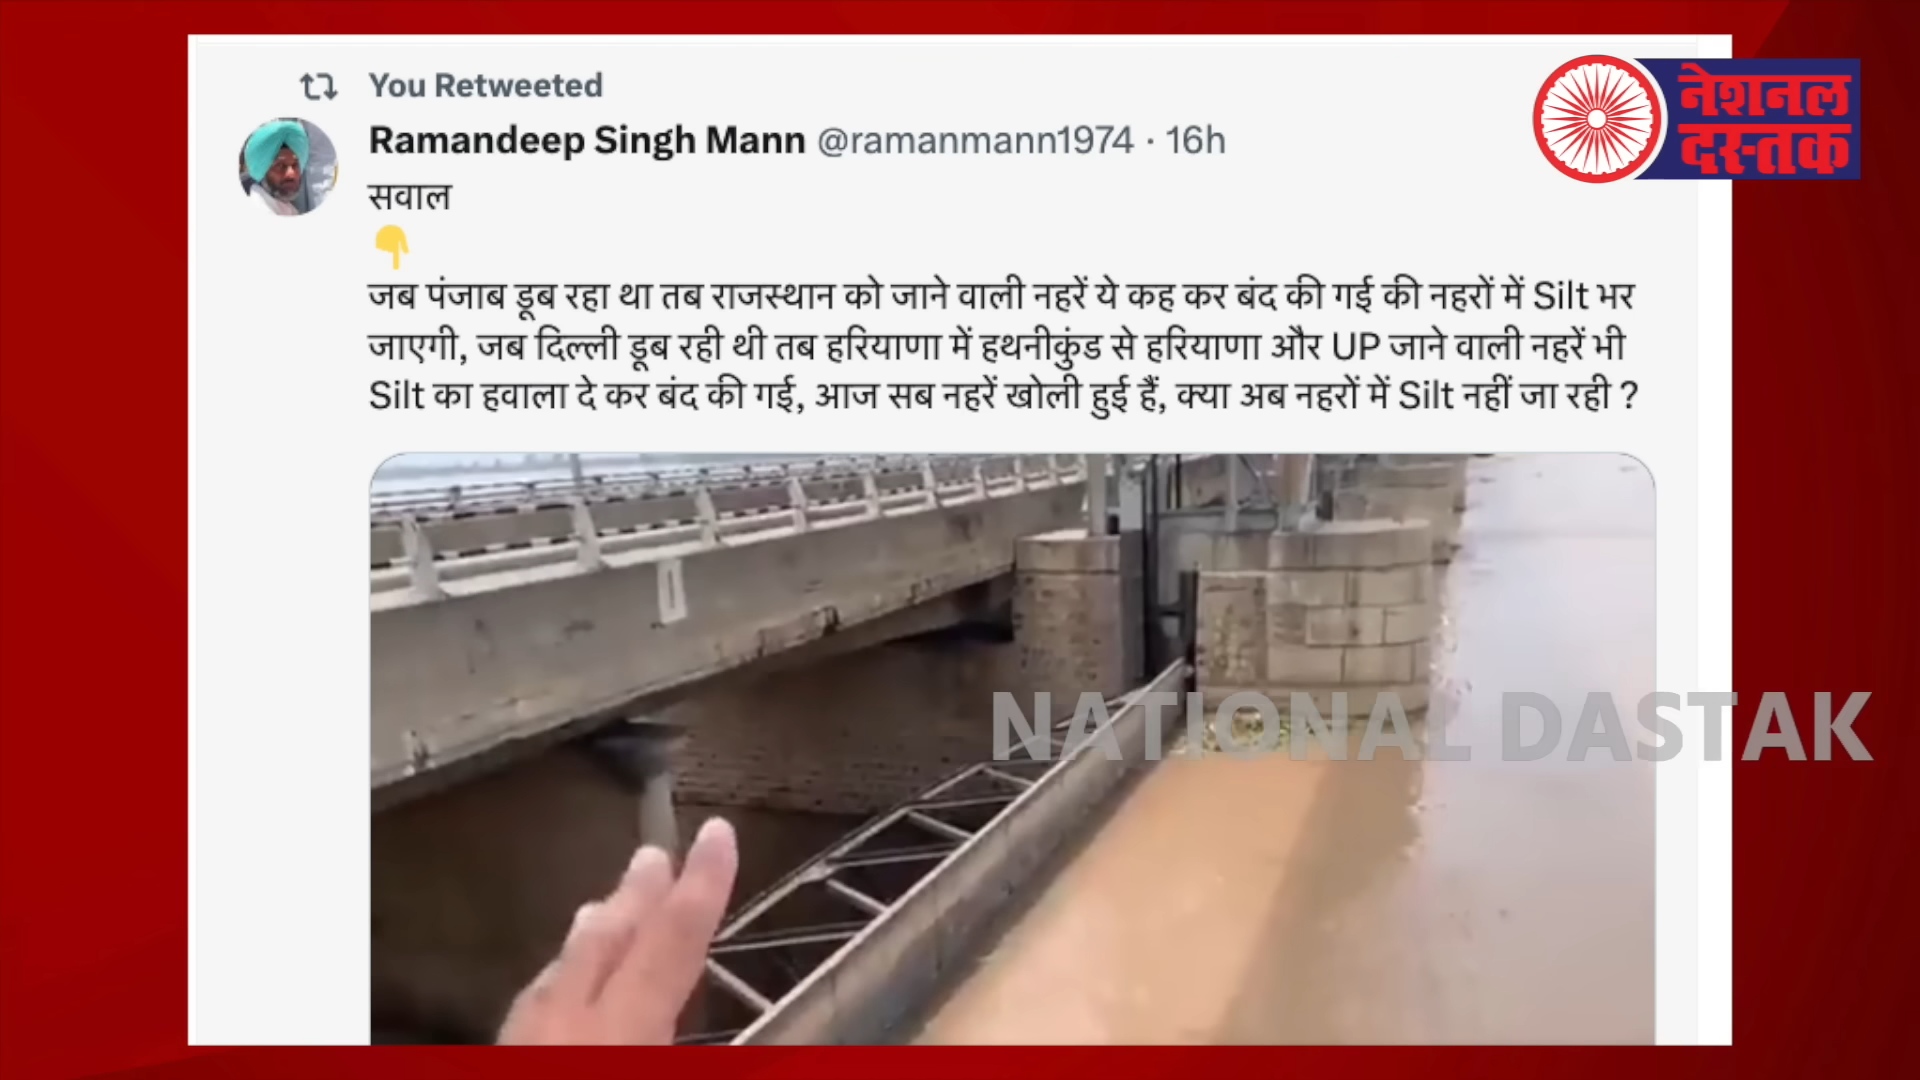 You Retweeted
Ramandeep Singh Mann @ramanmann1974 · 16h
सवाल
👇
जब पंजाब डूब रहा था तब राजस्थान को जाने वाली नहरें ये कह कर बंद की गई की नहरों में Silt भर
जाएगी, जब दिल्ली डूब रही थी तब हरियाणा में हथनीकुंड से हरियाणा और UP जाने वाली नहरें भी
Silt का हवाला दे कर बंद की गई, आज सब नहरें खोली हुई हैं, क्या अब नहरों में Silt नहीं जा रही ?
नेशनल
दस्तक
NATIONAL DASTAK